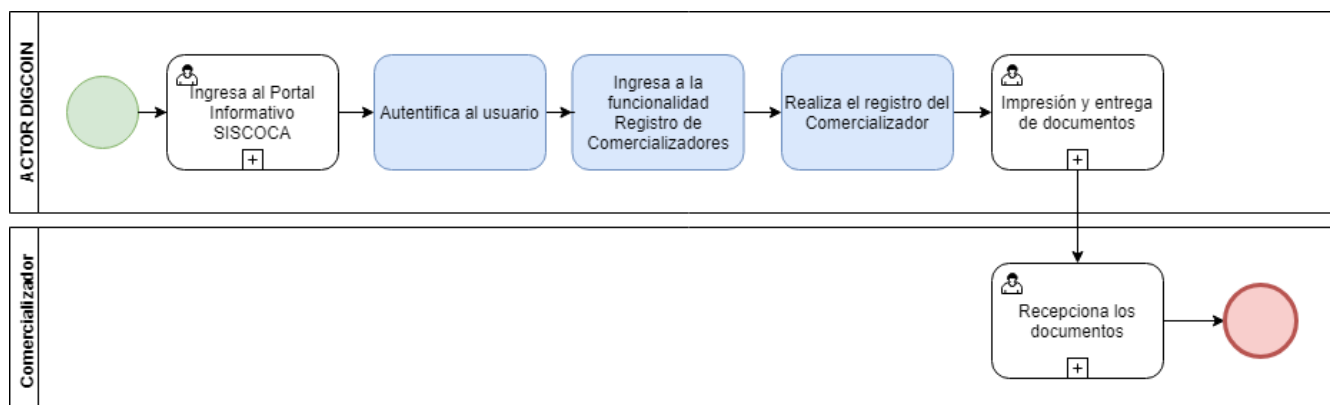 ACTOR DIGCOIN
Ingresa al Portal
Informativo
SISCOCA
Autentifica al usuario
Ingresa a la
funcionalidad
Registro de
Comercializadores
Realiza el registro del
Comercializador
Impresión y entrega
de documentos
Comercializador
Recepciona los
documentos